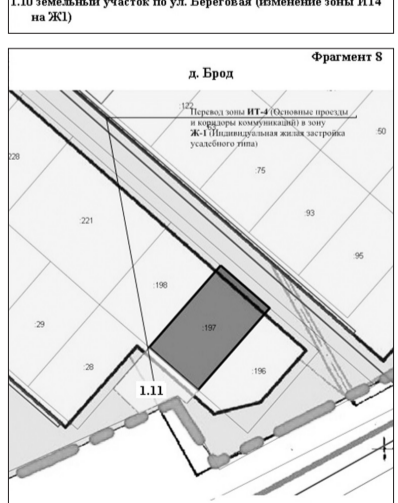 1.10 земельный участок по ул. Береговая (изменение зоны ИТ4
на Ж1)
Фрагмент 8
д. Брод
:122
Перевод зоны ИТ-4 (Основные проезды
и коридоры коммуникаций) в зону
Ж-1 (Индивидуальная жилая застройка
усадебного типа)
:50
:75
228
:93
:221
:95
:198
:197
:29
:28
:196
1.11